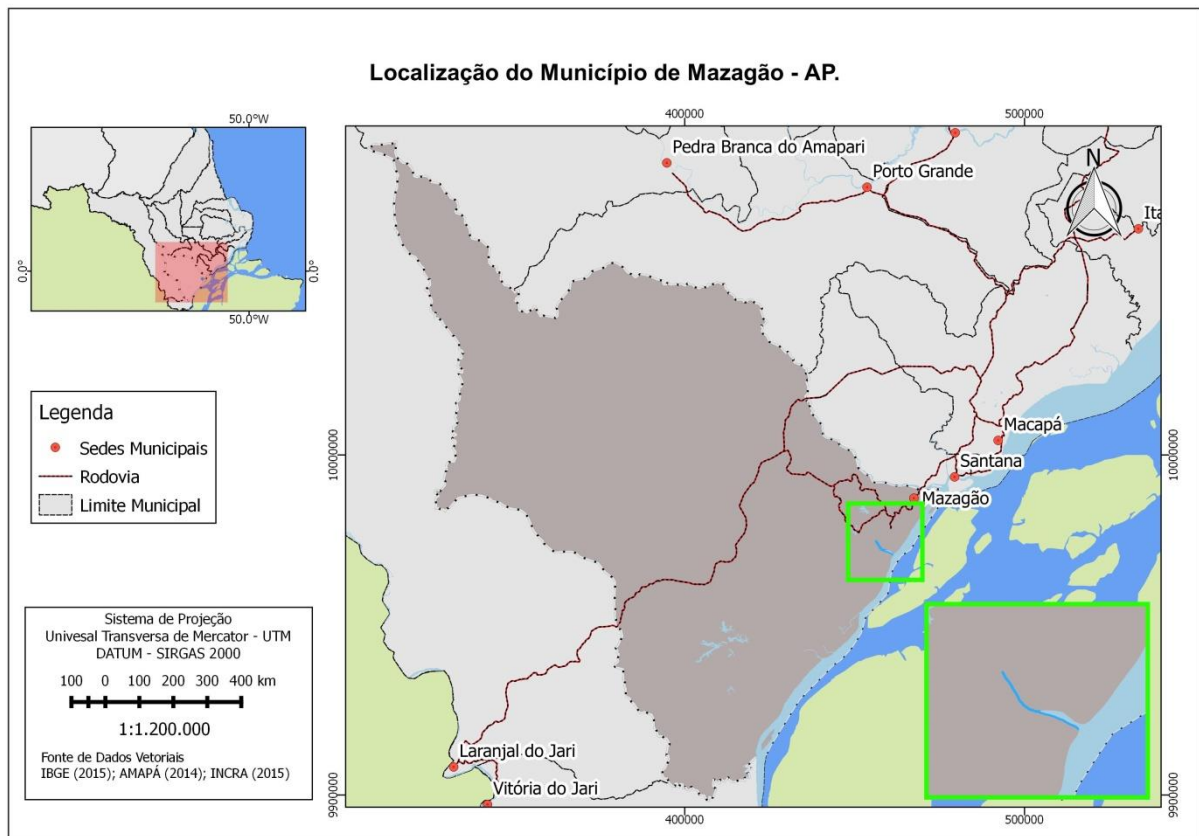 Localização do Município de Mazagão - AP.
50.0°W
0.0°
0.0°
50.0°W
400000
500000
Pedra Branca do Amapari
Porto Grande
N
Ita
Macapá
Santana
Mazagão
Laranjal do Jari
Vitória do Jari
10000000
10000000
9900000
9900000
400000
500000
Legenda
Sedes Municipais
Rodovia
Limite Municipal
Sistema de Projeção
Univesal Transversa de Mercator - UTM
DATUM - SIRGAS 2000
100 0 100 200 300 400 km
1:1.200.000
Fonte de Dados Vetoriais
IBGE (2015); AMAPÁ (2014); INCRA (2015)